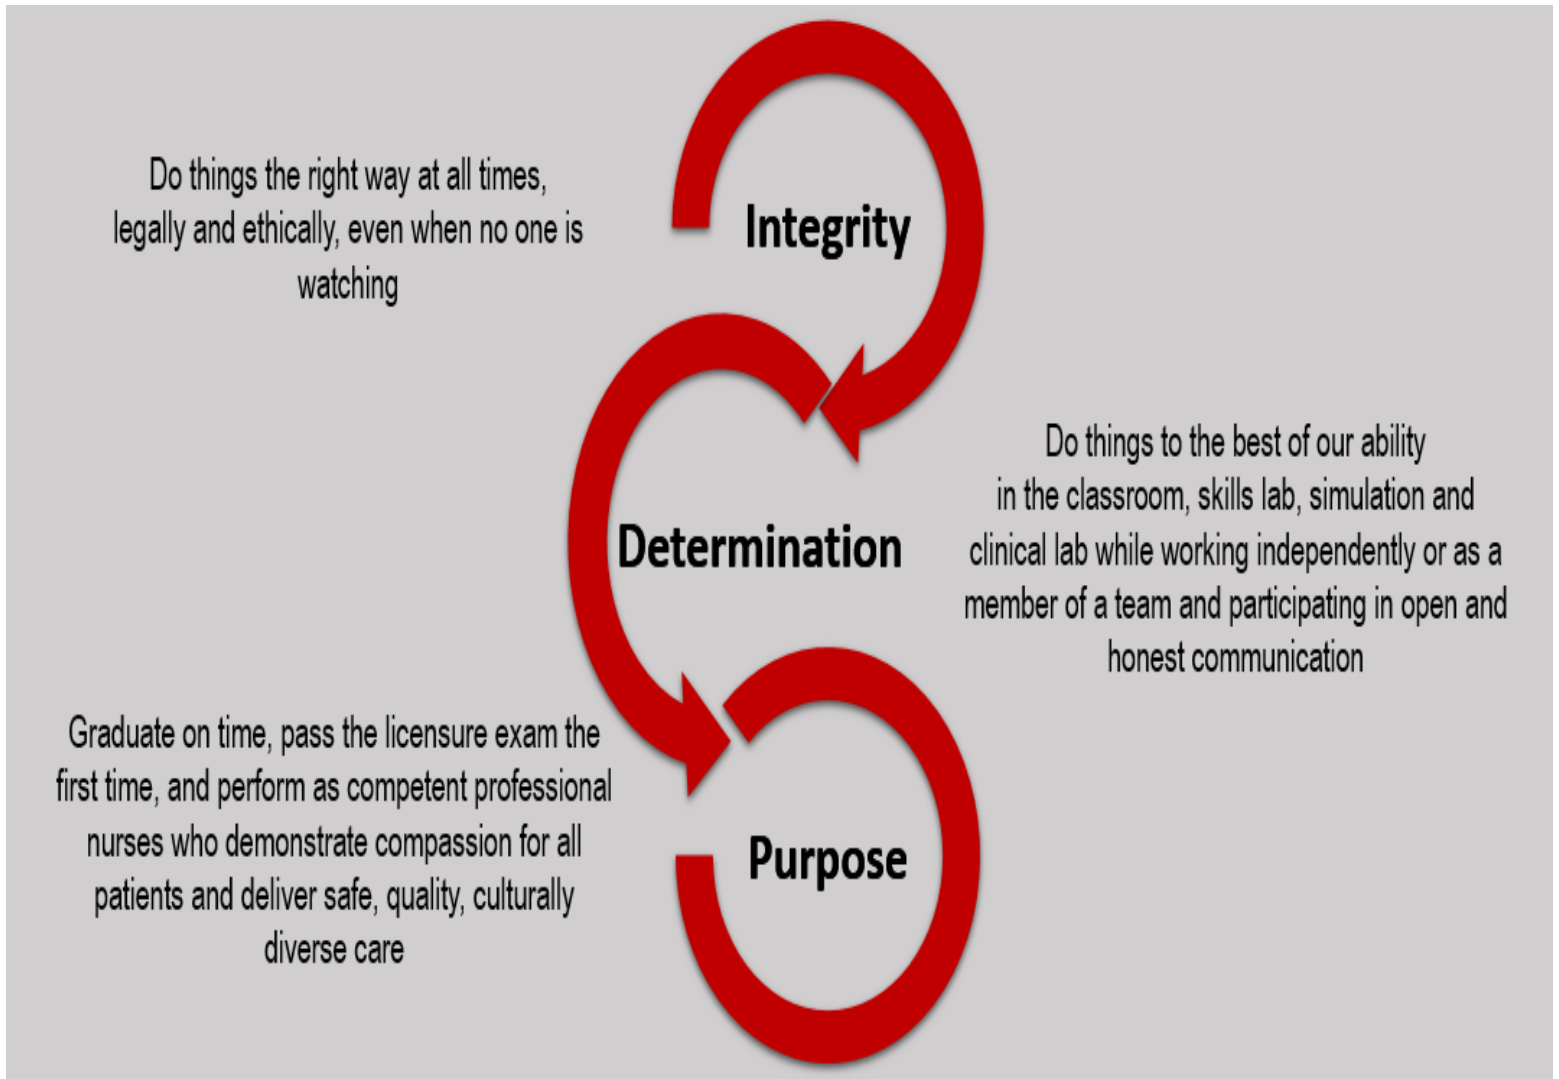 Do things the right way at all times,
legally and ethically, even when no one is
watching
Integrity
Determination
Do things to the best of our ability
in the classroom, skills lab, simulation and
clinical lab while working independently or as a
member of a team and participating in open and
honest communication
Graduate on time, pass the licensure exam the
first time, and perform as competent professional
nurses who demonstrate compassion for all
patients and deliver safe, quality, culturally
diverse care
Purpose